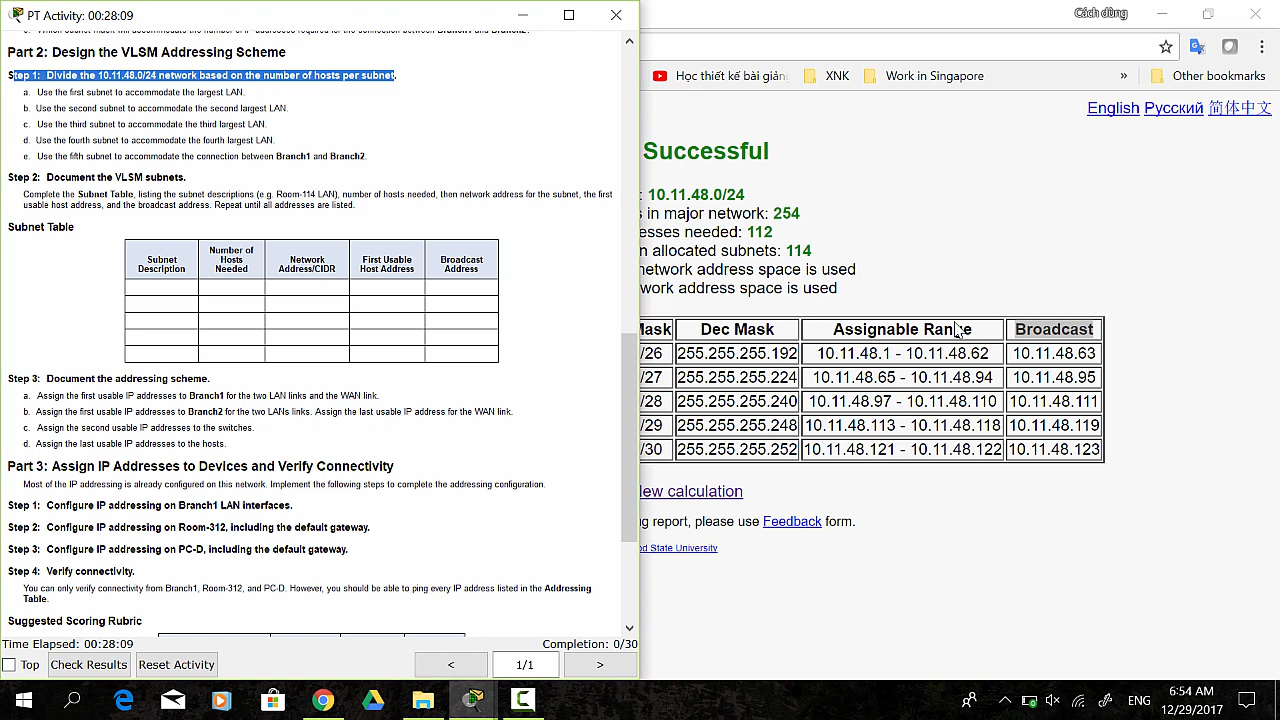 PT Activity: 00:28:09
Part 2: Design the VLSM Addressing Scheme
Step 1: Divide the 10.11.48.0/24 network based on the number of hosts per subnet.
a. Use the first subnet to accommodate the largest LAN.
b. Use the second subnet to accommodate the second largest LAN.
c. Use the third subnet to accommodate the third largest LAN.
d. Use the fourth subnet to accommodate the fourth largest LAN.
e. Use the fifth subnet to accommodate the connection between Branch1 and Branch2.
Step 2: Document the VLSM subnets.
Complete the Subnet Table, listing the subnet descriptions (e.g. Room-114 LAN), number of hosts needed, then network address for the subnet, the first
usable host address, and the broadcast address. Repeat until all addresses are listed.
Subnet Table
Subnet Description Number of Hosts Needed Network Address/CIDR First Usable Host Address Broadcast Address
Step 3: Document the addressing scheme.
a. Assign the first usable IP addresses to Branch1 for the two LAN links and the WAN link.
b. Assign the first usable IP addresses to Branch2 for the two LANs links. Assign the last usable IP address for the WAN link.
c. Assign the second usable IP addresses to the switches.
d. Assign the last usable IP addresses to the hosts.
Part 3: Assign IP Addresses to Devices and Verify Connectivity
Most of the IP addressing is already configured on this network. Implement the following steps to complete the addressing configuration.
Step 1: Configure IP addressing on Branch1 LAN interfaces.
Step 2: Configure IP addressing on Room-312, including the default gateway.
Step 3: Configure IP addressing on PC-D, including the default gateway.
Step 4: Verify connectivity.
You can only verify connectivity from Branch1, Room-312, and PC-D. However, you should be able to ping every IP address listed in the Addressing
Table.
Suggested Scoring Rubric
Time Elapsed: 00:28:09 Completion: 0/30
Top Check Results Reset Activity < 1/1 >
Cách dùng
Học thiết kế bài giảng XNK Work in Singapore » Other bookmarks
English Русский 简体中文
Successful
: 10.11.48.0/24
s in major network: 254
esses needed: 112
n allocated subnets: 114
network address space is used
work address space is used
Mask Dec Mask Assignable Range Broadcast
/26 255.255.255.192 10.11.48.1 - 10.11.48.62 10.11.48.63
/27 255.255.255.224 10.11.48.65 - 10.11.48.94 10.11.48.95
/28 255.255.255.240 10.11.48.97 - 10.11.48.110 10.11.48.111
/29 255.255.255.248 10.11.48.113 - 10.11.48.118 10.11.48.119
/30 255.255.255.252 10.11.48.121 - 10.11.48.122 10.11.48.123
ew calculation
g report, please use Feedback form.
d State University
ENG 6:54 AM
12/29/2017